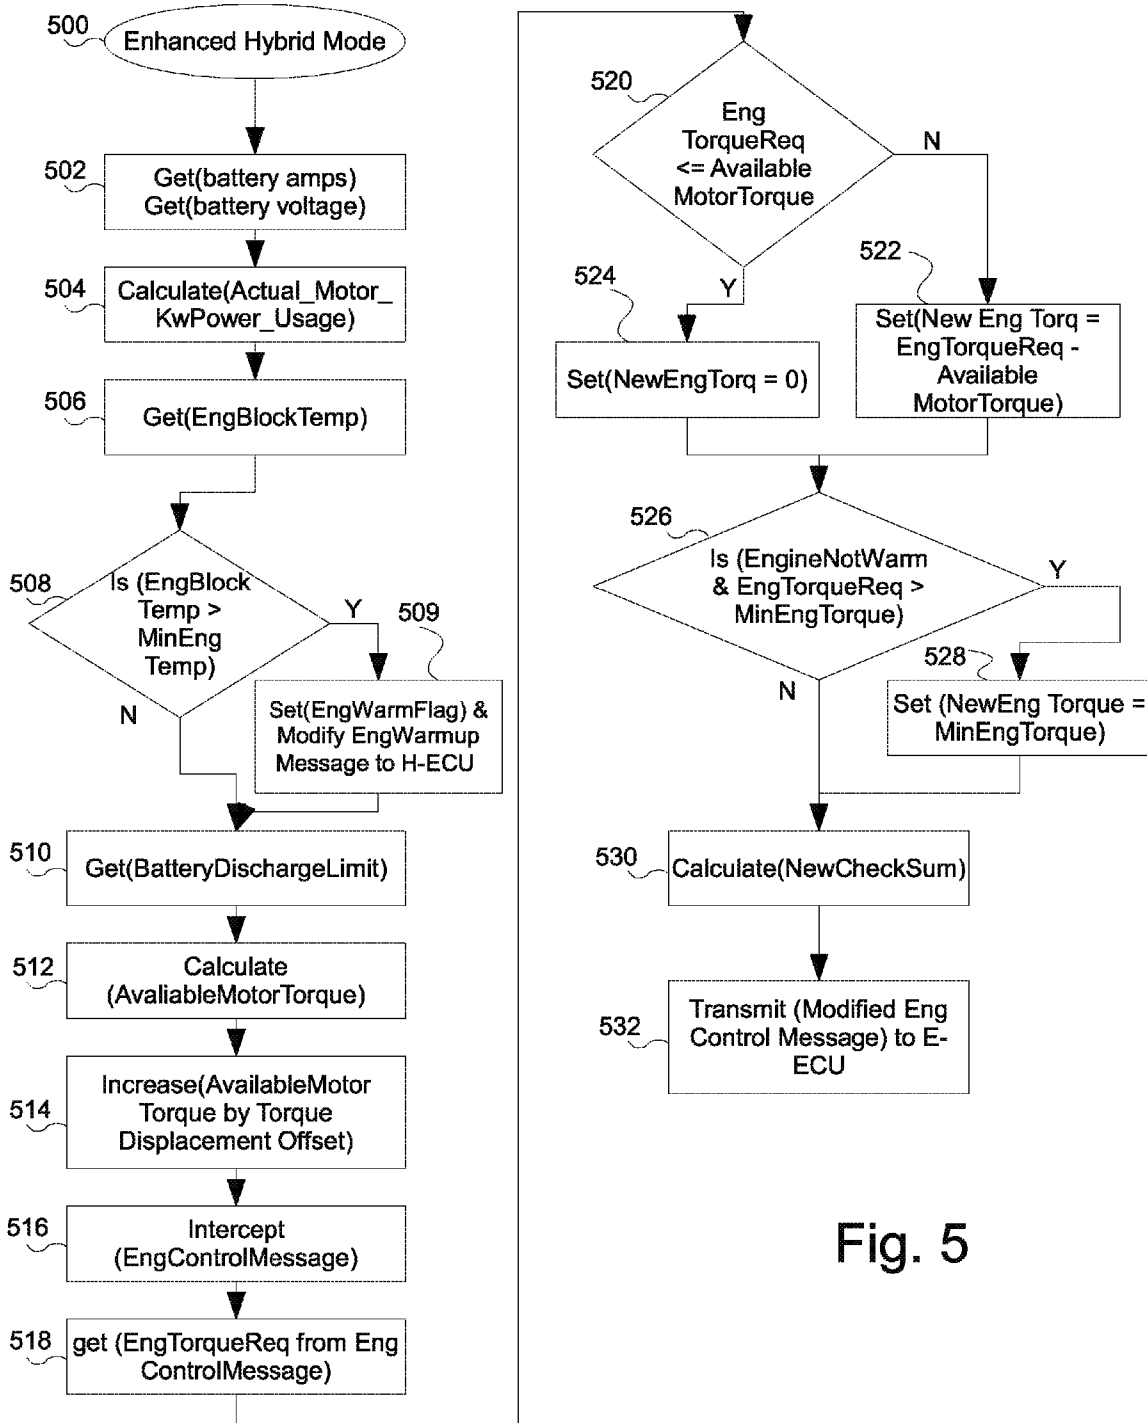 500
Enhanced Hybrid Mode
502
Get(battery amps)
Get(battery voltage)
504
Calculate(Actual_Motor_
KwPower_Usage)
506
Get(EngBlockTemp)
508
Is (EngBlock
Temp >
MinEng
Temp)
Y
N
509
Set(EngWarmFlag) &
Modify EngWarmup
Message to H-ECU
510
Get(BatteryDischargeLimit)
512
Calculate
(AvaliableMotorTorque)
514
Increase(AvailableMotor
Torque by Torque
Displacement Offset)
516
Intercept
(EngControlMessage)
518
get (EngTorqueReq from Eng
ControlMessage)
520
Eng
TorqueReq
<= Available
MotorTorque
N
Y
522
Set(New Eng Torq =
EngTorqueReq -
Available
MotorTorque)
524
Set(NewEngTorq = 0)
526
Is (EngineNotWarm
& EngTorqueReq >
MinEngTorque)
Y
N
528
Set (NewEng Torque =
MinEngTorque)
530
Calculate(NewCheckSum)
532
Transmit (Modified Eng
Control Message) to E-
ECU
Fig. 5